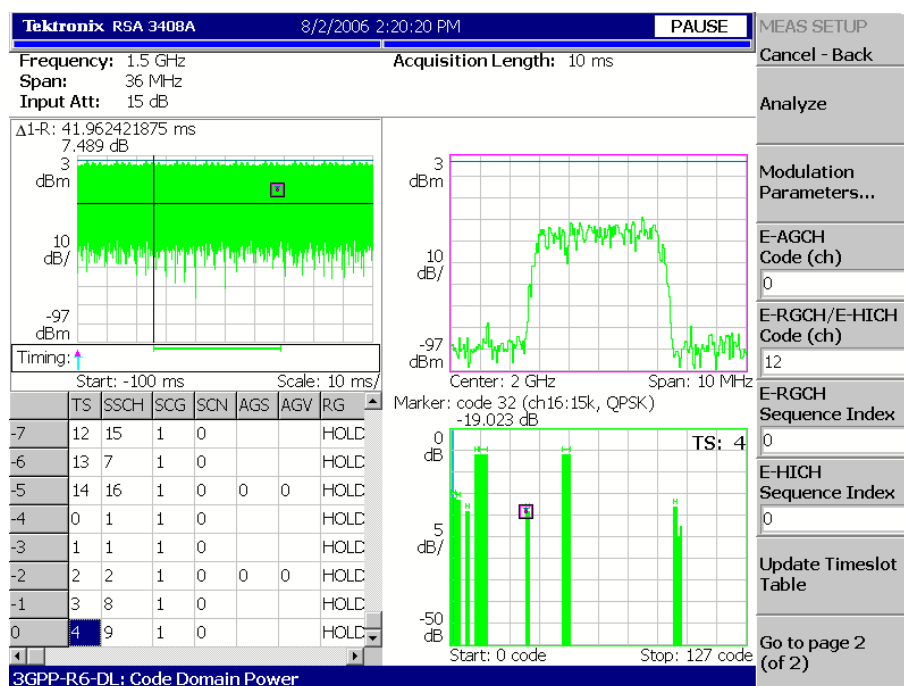 Tektronix RSA 3408A 8/2/2006 2:20:20 PM PAUSE
Frequency: 1.5 GHz
Span: 36 MHz
Input Att: 15 dB
Acquisition Length: 10 ms
Δ1-R: 41.962421875 ms
7.489 dB
3
dBm
10
dB/
-97
dBm
Timing:
Start: -100 ms Scale: 10 ms/
3
dBm
10
dB/
-97
dBm
Center: 2 GHz Span: 10 MHz
TS SSCH SCG SCN AGS AGV RG
-7 12 15 1 0 HOLD
-6 13 7 1 0 HOLD
-5 14 16 1 0 0 0 HOLD
-4 0 1 1 0 HOLD
-3 1 1 1 0 HOLD
-2 2 2 1 0 0 0 HOLD
-1 3 8 1 0 HOLD
0 4 9 1 0 HOLD
Marker: code 32 (ch16:15k, QPSK)
-19.023 dB
0
dB
TS: 4
5
dB/
-50
dB
Start: 0 code Stop: 127 code
3GPP-R6-DL: Code Domain Power
MEAS SETUP
Cancel - Back
Analyze
Modulation
Parameters...
E-AGCH
Code (ch)
0
E-RGCH/E-HICH
Code (ch)
12
E-RGCH
Sequence Index
0
E-HICH
Sequence Index
0
Update Timeslot
Table
Go to page 2
(of 2)